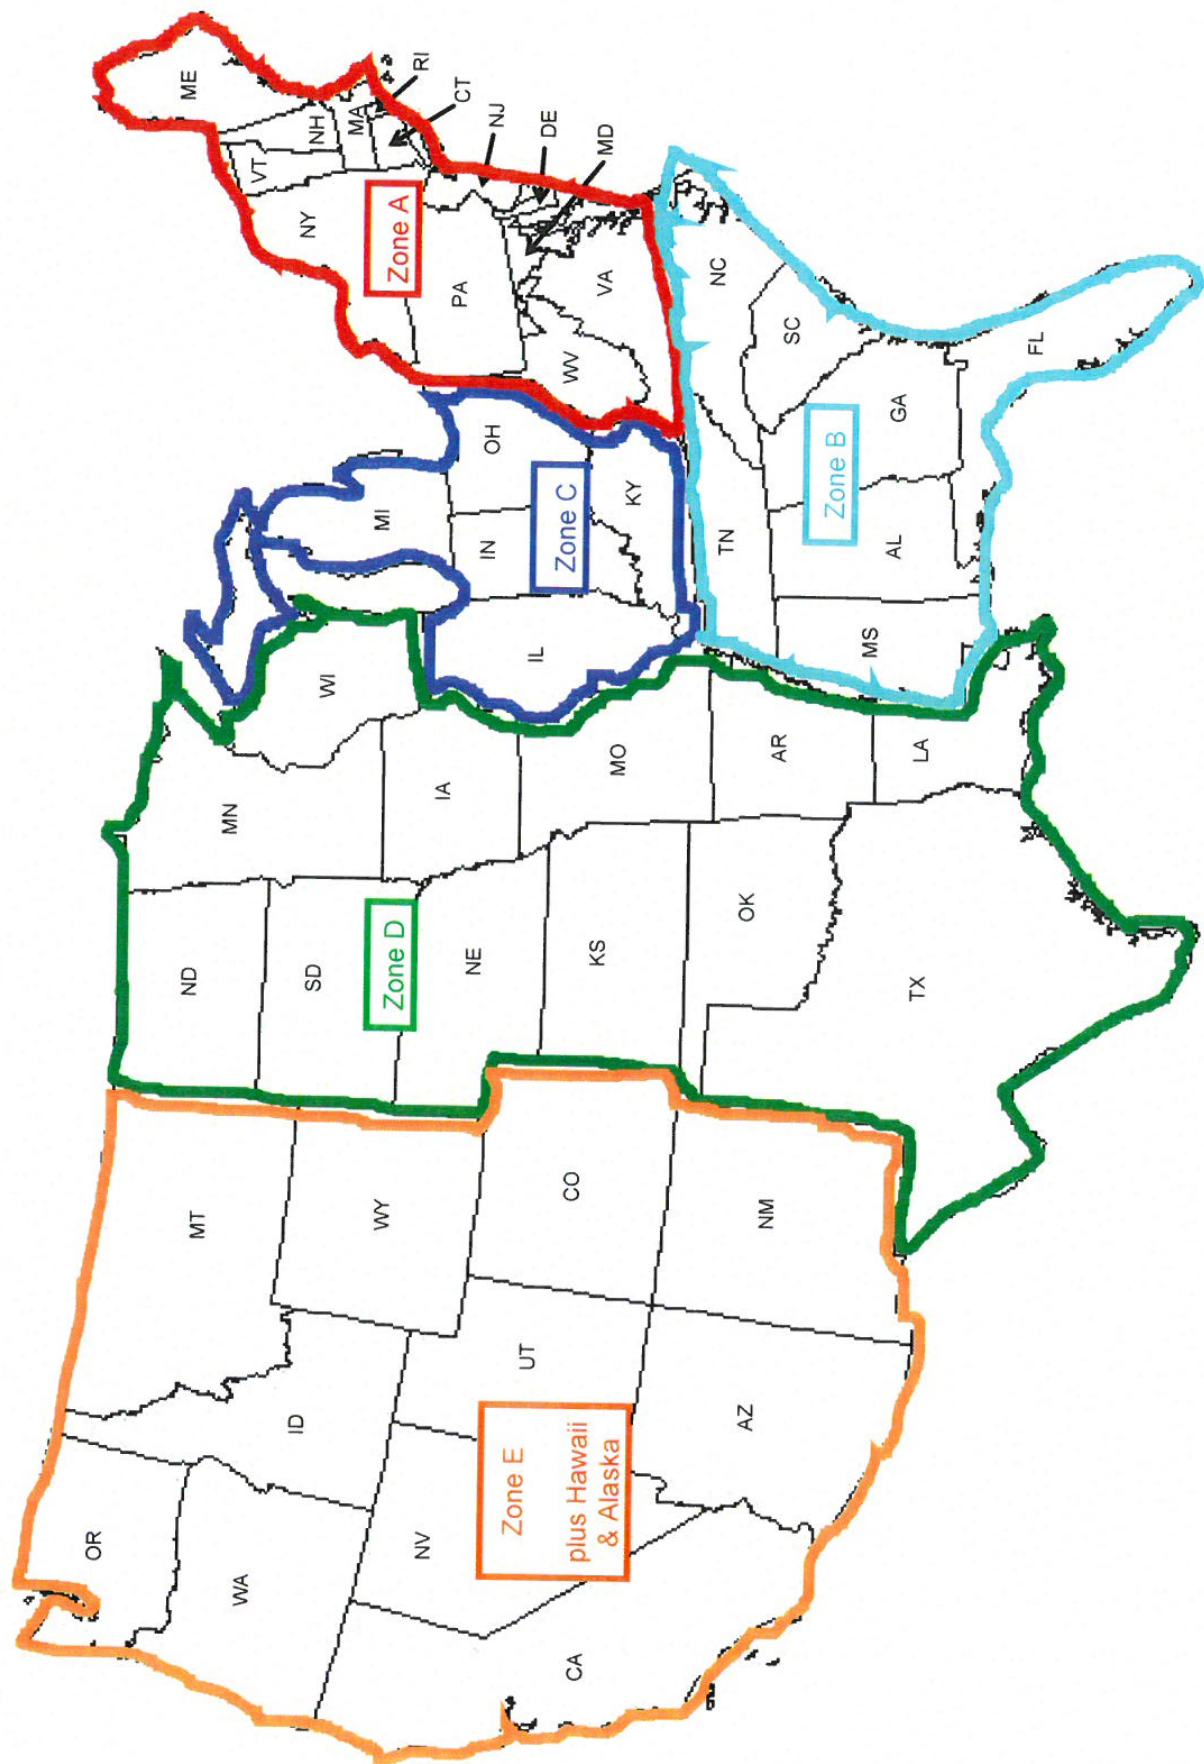 OR
WA
ID
MT
ND
MN
WY
SD
WI
MI
NV
UT
CO
NE
IA
IL
IN
OH
PA
NY
VT
NH
ME
MA
RI
CT
NJ
DE
MD
CA
AZ
NM
KS
MO
KY
WV
VA
OK
AR
TN
NC
SC
TX
LA
MS
AL
GA
FL
Zone A
Zone B
Zone C
Zone D
Zone E
plus Hawaii
& Alaska